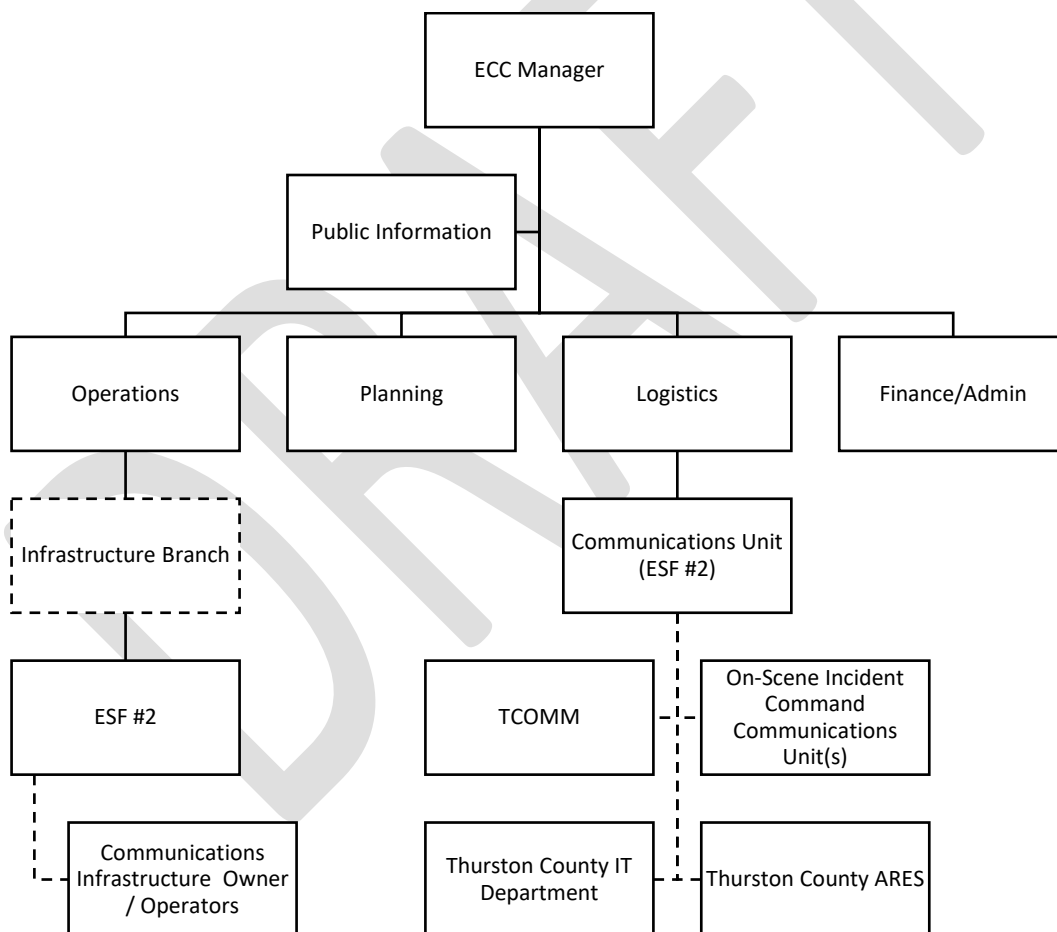 ECC Manager
Public Information
Operations
Planning
Logistics
Finance/Admin
Infrastructure Branch
Communications Unit
(ESF #2)
ESF #2
TCOMM
On-Scene Incident
Command
Communications
Unit(s)
Communications
Infrastructure Owner
/ Operators
Thurston County IT
Department
Thurston County ARES
DRAFT